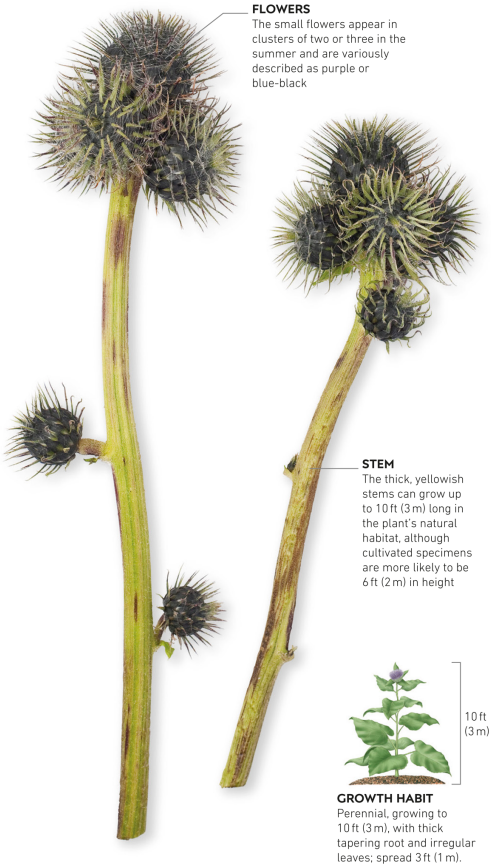 FLOWERS
The small flowers appear in
clusters of two or three in the
summer and are variously
described as purple or
blue-black
STEM
The thick, yellowish
stems can grow up
to 10 ft (3 m) long in
the plant's natural
habitat, although
cultivated specimens
are more likely to be
6 ft (2 m) in height
10 ft
(3 m)
GROWTH HABIT
Perennial, growing to
10 ft (3 m), with thick
tapering root and irregular
leaves; spread 3 ft (1 m).